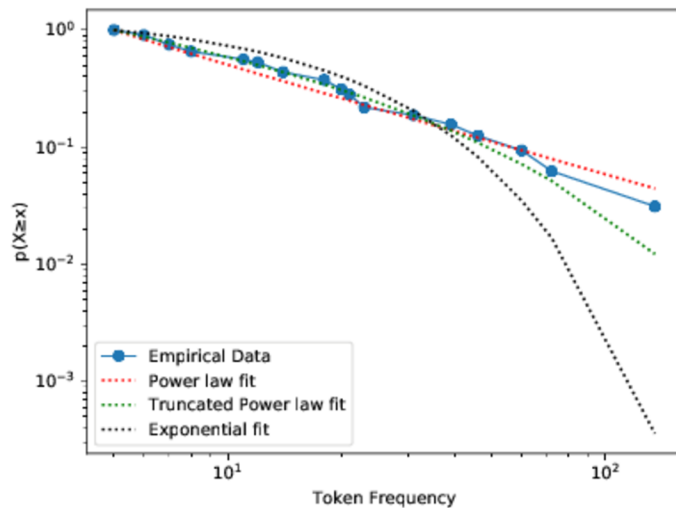 10⁰
10⁻¹
10⁻²
10⁻³
p(X≥x)
Empirical Data
Power law fit
Truncated Power law fit
Exponential fit
10¹ 10²
Token Frequency